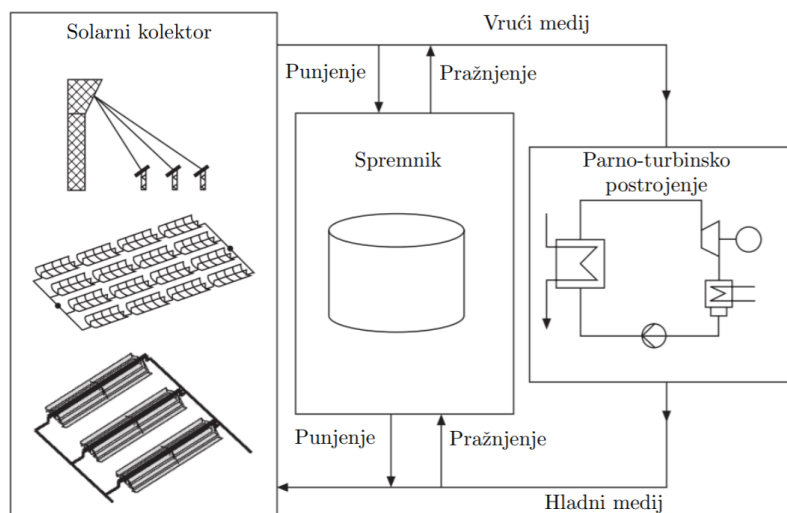 Solarni kolektor
Vrući medij
Punjenje
Pražnjenje
Spremnik
Parno-turbinsko
postrojenje
Punjenje
Pražnjenje
Hladni medij